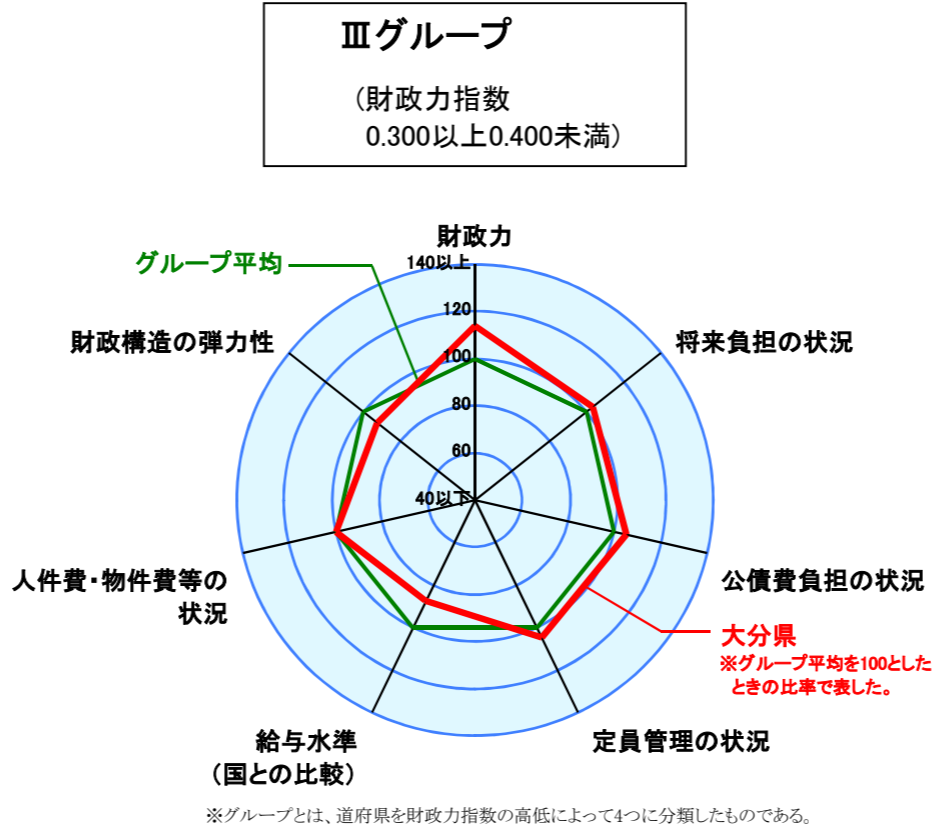 Ⅲグループ
（財政力指数
0.300以上0.400未満）
財政力
グループ平均
140以上
120
財政構造の弾力性
将来負担の状況
100
80
60
40以下
人件費・物件費等の
状況
公債費負担の状況
大分県
※グループ平均を100とした
ときの比率で表した。
給与水準
（国との比較）
定員管理の状況
※グループとは、道府県を財政力指数の高低によって4つに分類したものである。